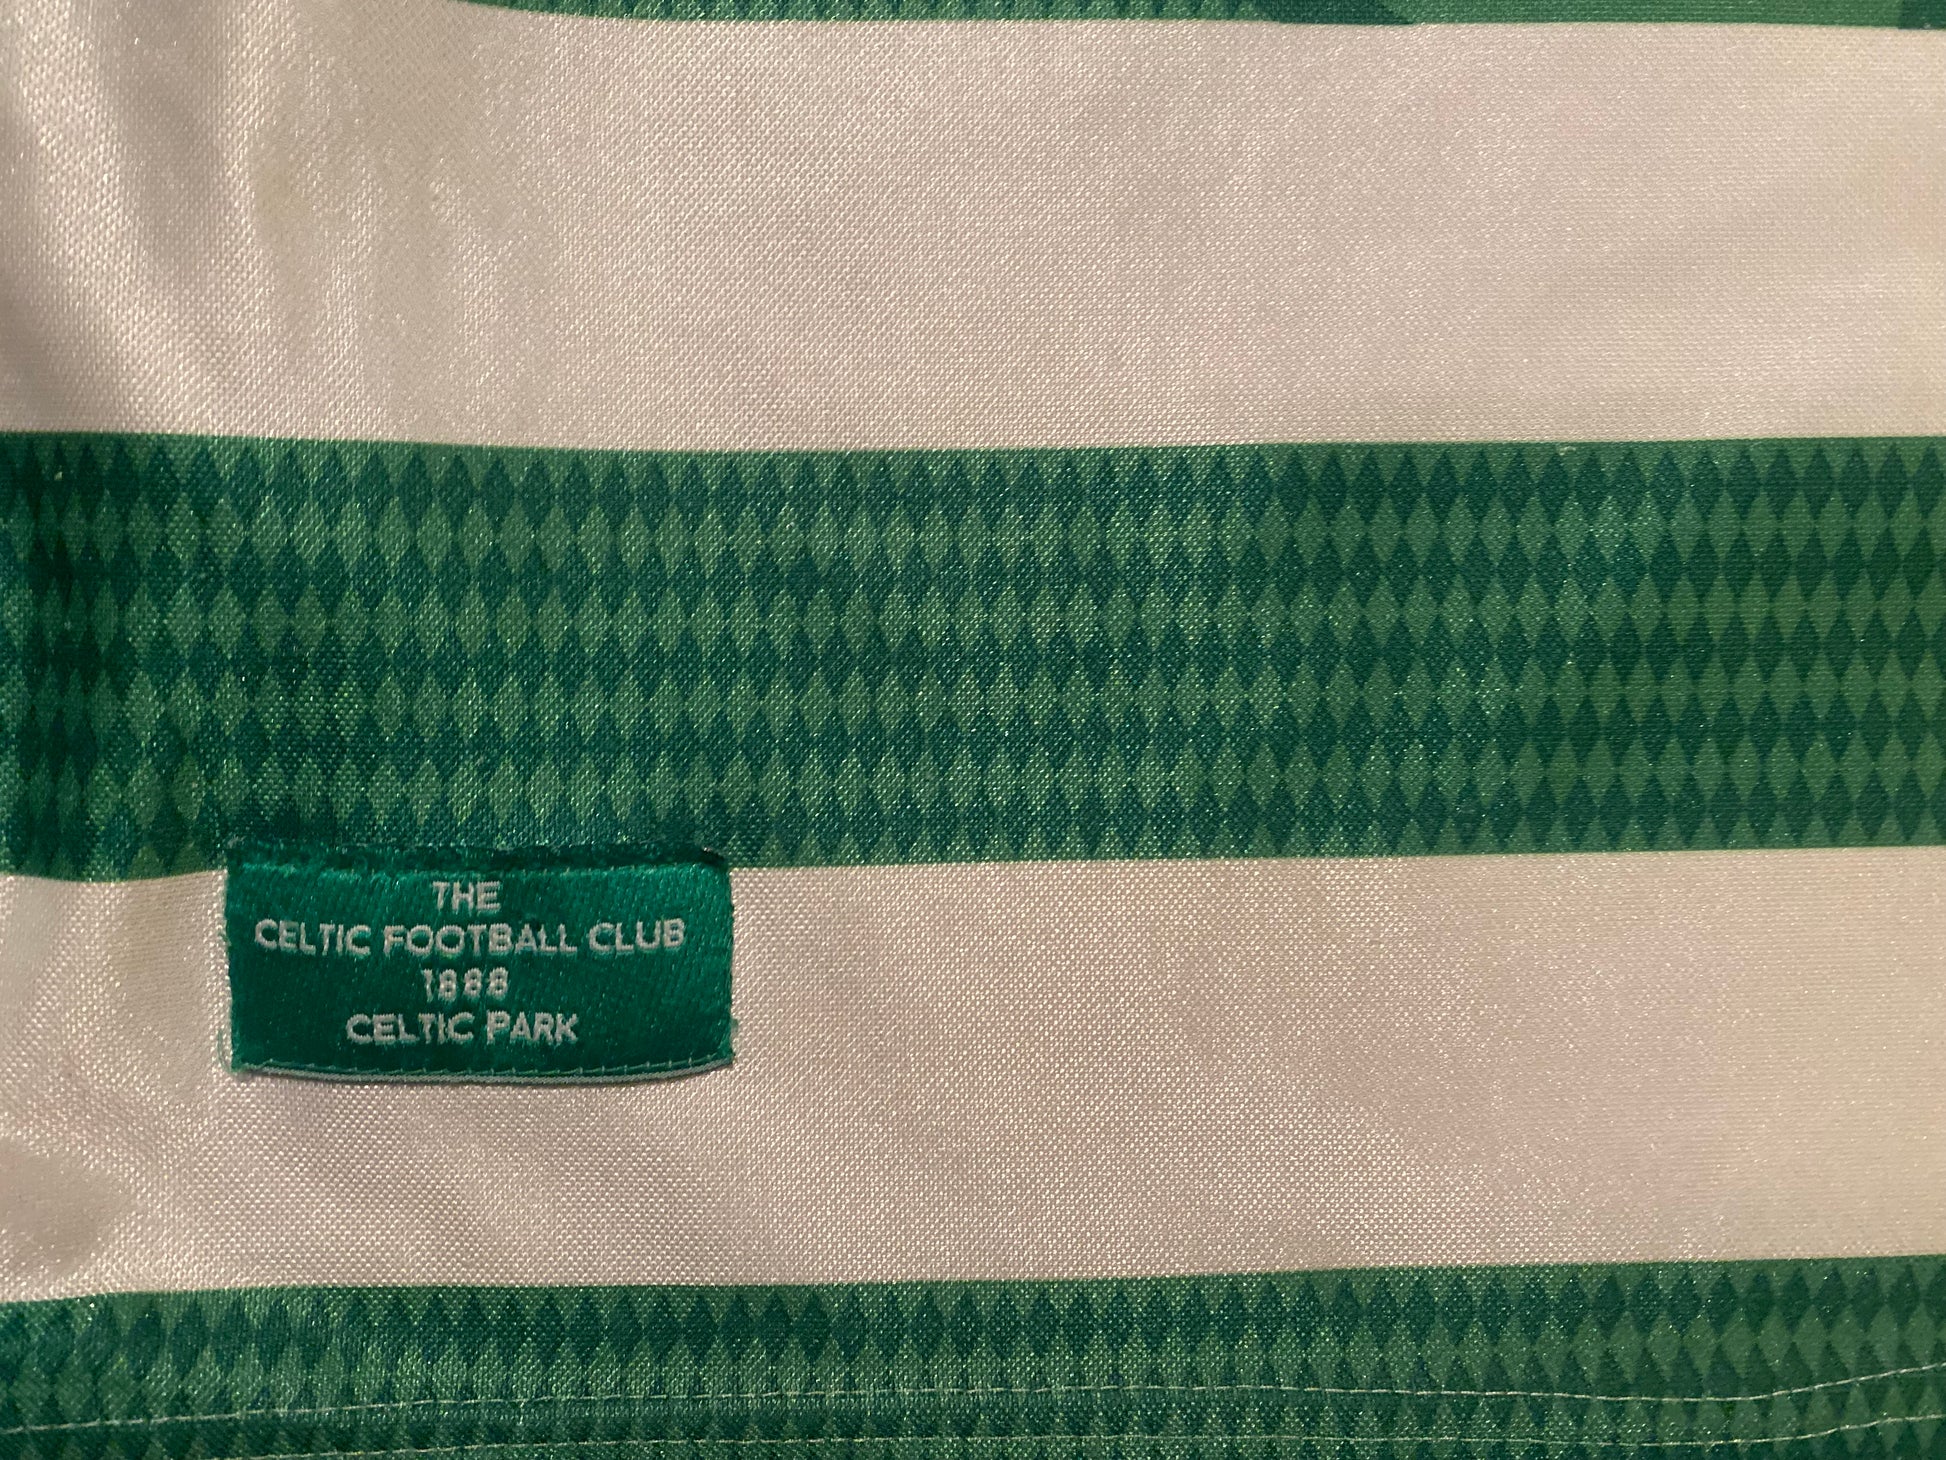 THE
CELTIC FOOTBALL CLUB
1888
CELTIC PARK